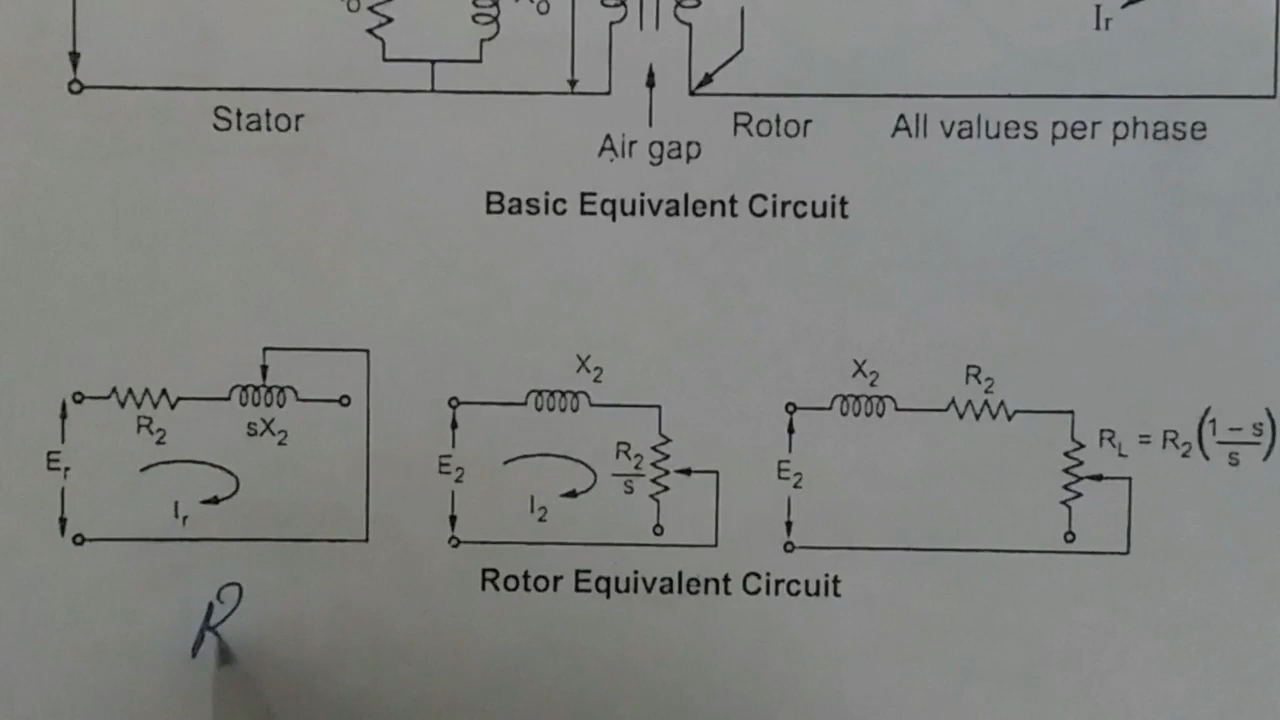 o
o
Ir
Stator
Air gap
Rotor
All values per phase
Basic Equivalent Circuit
R2
sX2
Er
Ir
X2
E2
R2
s
I2
X2
R2
E2
RL = R2 (1 – s / s)
Rotor Equivalent Circuit
R